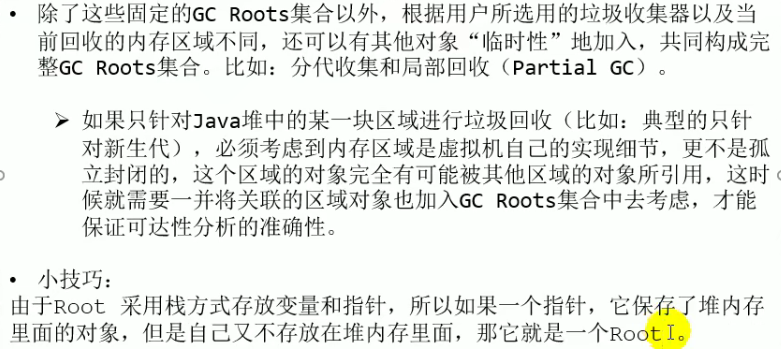 • 除了这些固定的GC Roots集合以外，根据用户所选用的垃圾收集器以及当
前回收的内存区域不同，还可以有其他对象“临时性”地加入，共同构成完
整GC Roots集合。比如：分代收集和局部回收（Partial GC）。
➢ 如果只针对Java堆中的某一块区域进行垃圾回收（比如：典型的只针
对新生代），必须考虑到内存区域是虚拟机自己的实现细节，更不是孤
立封闭的，这个区域的对象完全有可能被其他区域的对象所引用，这时
候就需要一并将关联的区域对象也加入GC Roots集合中去考虑，才能
保证可达性分析的准确性。
• 小技巧：
由于Root 采用栈方式存放变量和指针，所以如果一个指针，它保存了堆内存
里面的对象，但是自己又不存放在堆内存里面，那它就是一个Root。